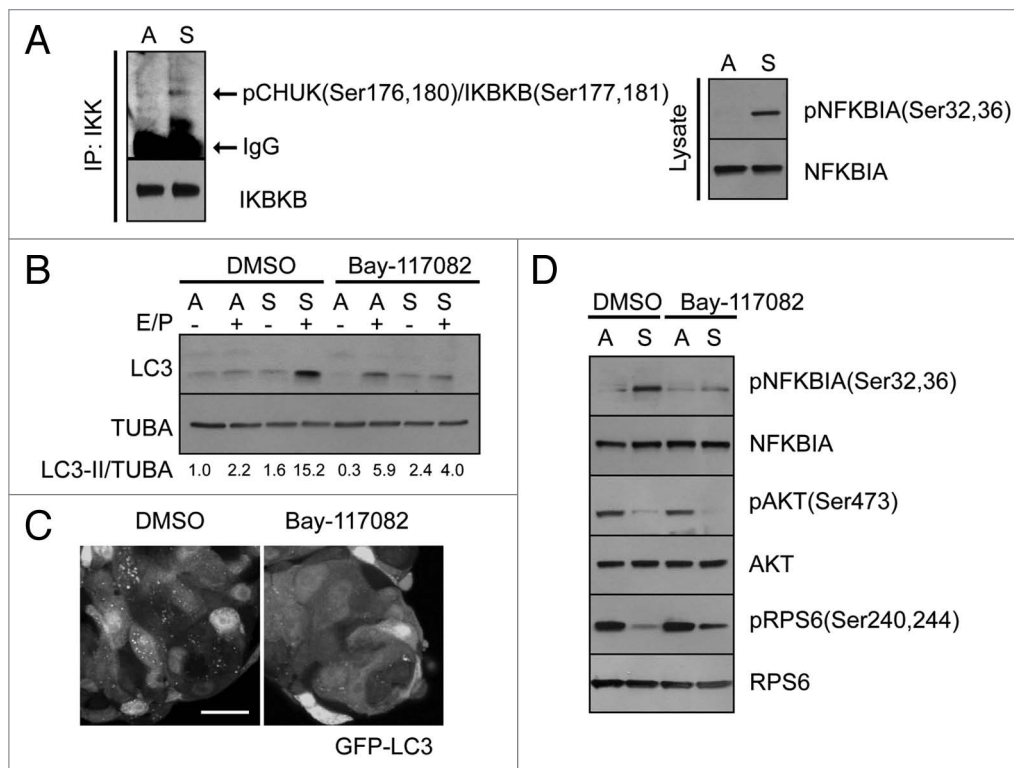 A
A S
IP: IKK
pCHUK(Ser176,180)/IKBKB(Ser177,181)
IgG
IKBKB
A S
Lysate
pNFKBIA(Ser32,36)
NFKBIA
B
DMSO Bay-117082
A A S S A A S S
E/P - + - + - + - +
LC3
TUBA
LC3-II/TUBA 1.0 2.2 1.6 15.2 0.3 5.9 2.4 4.0
C
DMSO Bay-117082
GFP-LC3
D
DMSO Bay-117082
A S A S
pNFKBIA(Ser32,36)
NFKBIA
pAKT(Ser473)
AKT
pRPS6(Ser240,244)
RPS6